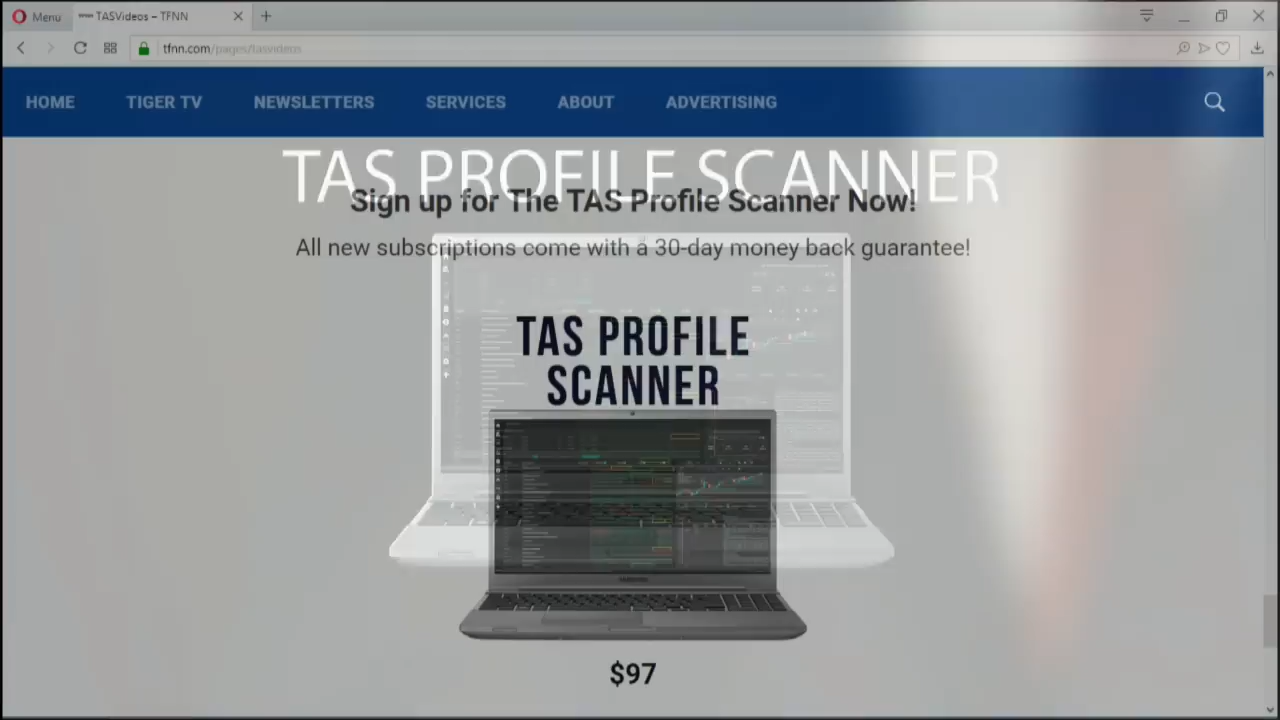 Menu
TASVideos – TFNN
tfnn.com/pages/tasvideos
HOME
TIGER TV
NEWSLETTERS
SERVICES
ABOUT
ADVERTISING
TAS PROFILE SCANNER
Sign up for The TAS Profile Scanner Now!
All new subscriptions come with a 30-day money back guarantee!
TAS PROFILE
SCANNER
$97